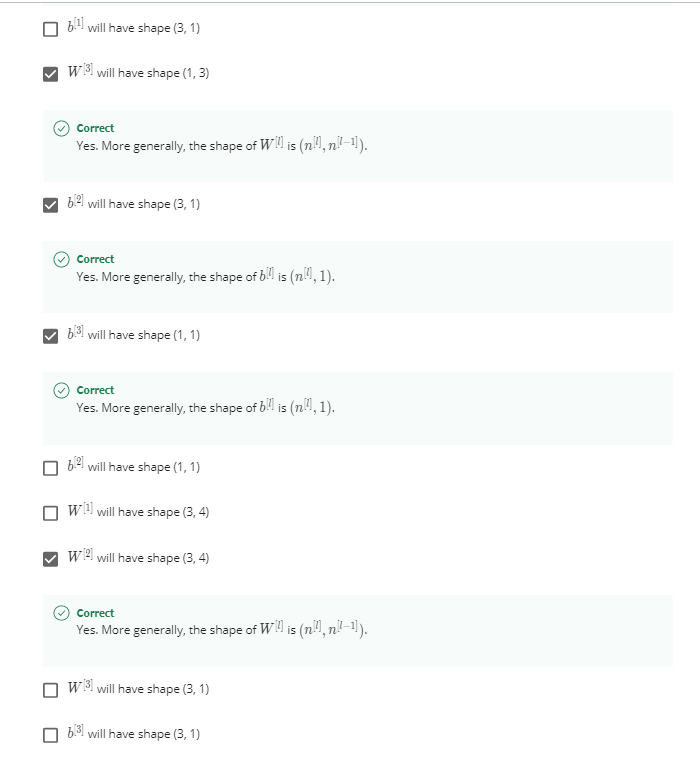 b[1] will have shape (3, 1)
W[3] will have shape (1, 3)
Correct
Yes. More generally, the shape of W[l] is (n[l], n[l−1]).
b[2] will have shape (3, 1)
Correct
Yes. More generally, the shape of b[l] is (n[l], 1).
b[3] will have shape (1, 1)
Correct
Yes. More generally, the shape of b[l] is (n[l], 1).
b[2] will have shape (1, 1)
W[1] will have shape (3, 4)
W[2] will have shape (3, 4)
Correct
Yes. More generally, the shape of W[l] is (n[l], n[l−1]).
W[3] will have shape (3, 1)
b[3] will have shape (3, 1)